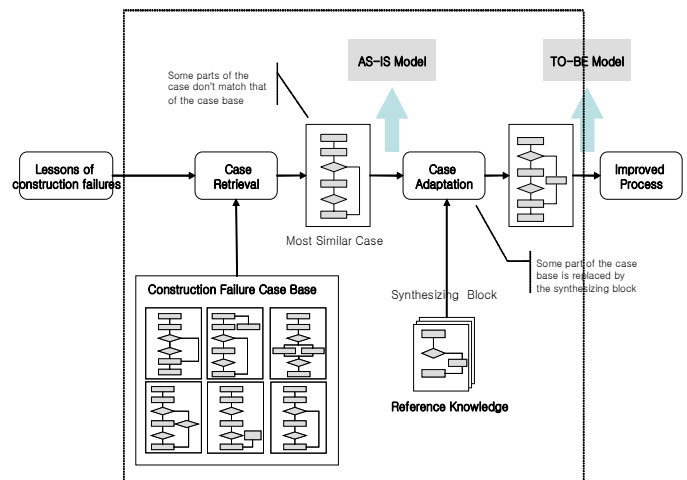 AS-IS Model
TO-BE Model
Some parts of the
case don't match that
of the case base
Lessons of
construction failures
Case
Retrieval
Case
Adaptation
Improved
Process
Most Similar Case
Some part of the case
base is replaced by
the synthesizing block
Construction Failure Case Base
Synthesizing Block
Reference Knowledge